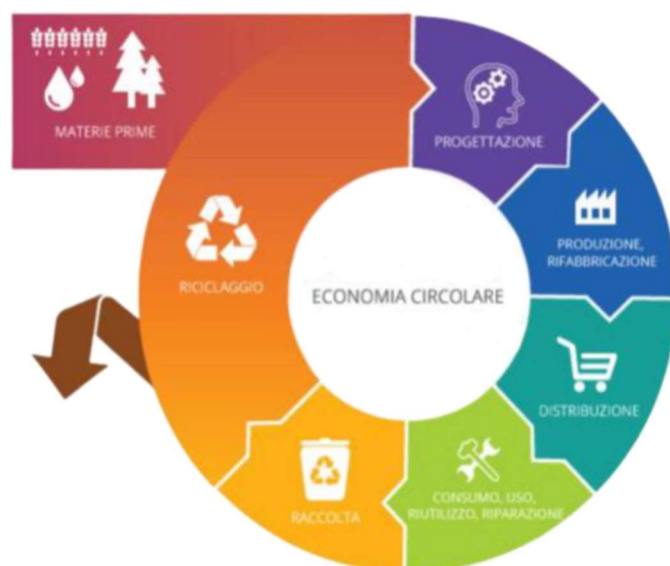 MATERIE PRIME
PROGETTAZIONE
PRODUZIONE,
RIFABBRICAZIONE
DISTRIBUZIONE
CONSUMO, USO,
RIUTILIZZO, RIPARAZIONE
RACCOLTA
RICICLAGGIO
ECONOMIA CIRCOLARE